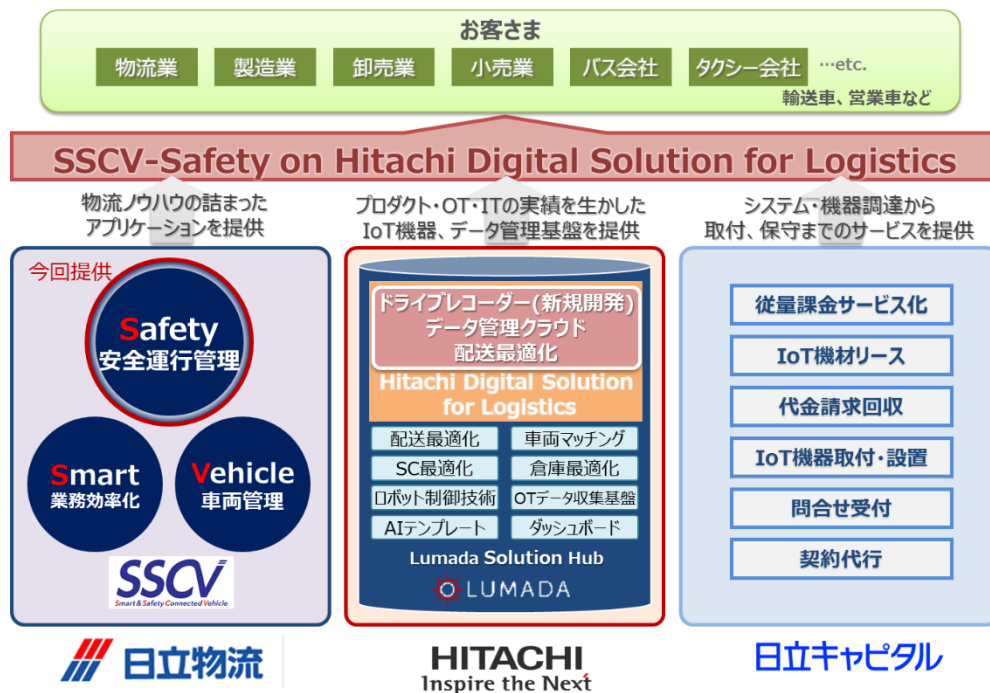 お客さま
物流業 製造業 卸売業 小売業 バス会社 タクシー会社 …etc.
輸送車、営業車など
SSCV-Safety on Hitachi Digital Solution for Logistics
物流ノウハウの詰まった
アプリケーションを提供
プロダクト・OT・ITの実績を生かした
IoT機器、データ管理基盤を提供
システム・機器調達から
取付、保守までのサービスを提供
今回提供
Safety
安全運行管理
Smart
業務効率化
Vehicle
車両管理
SSCV
Smart & Safety Connected Vehicle
日立物流
ドライブレコーダー(新規開発)
データ管理クラウド
配送最適化
Hitachi Digital Solution
for Logistics
配送最適化 車両マッチング
SC最適化 倉庫最適化
ロボット制御技術 OTデータ収集基盤
AIテンプレート ダッシュボード
Lumada Solution Hub
LUMADA
HITACHI
Inspire the Next
従量課金サービス化
IoT機材リース
代金請求回収
IoT機器取付・設置
問合せ受付
契約代行
日立キャピタル